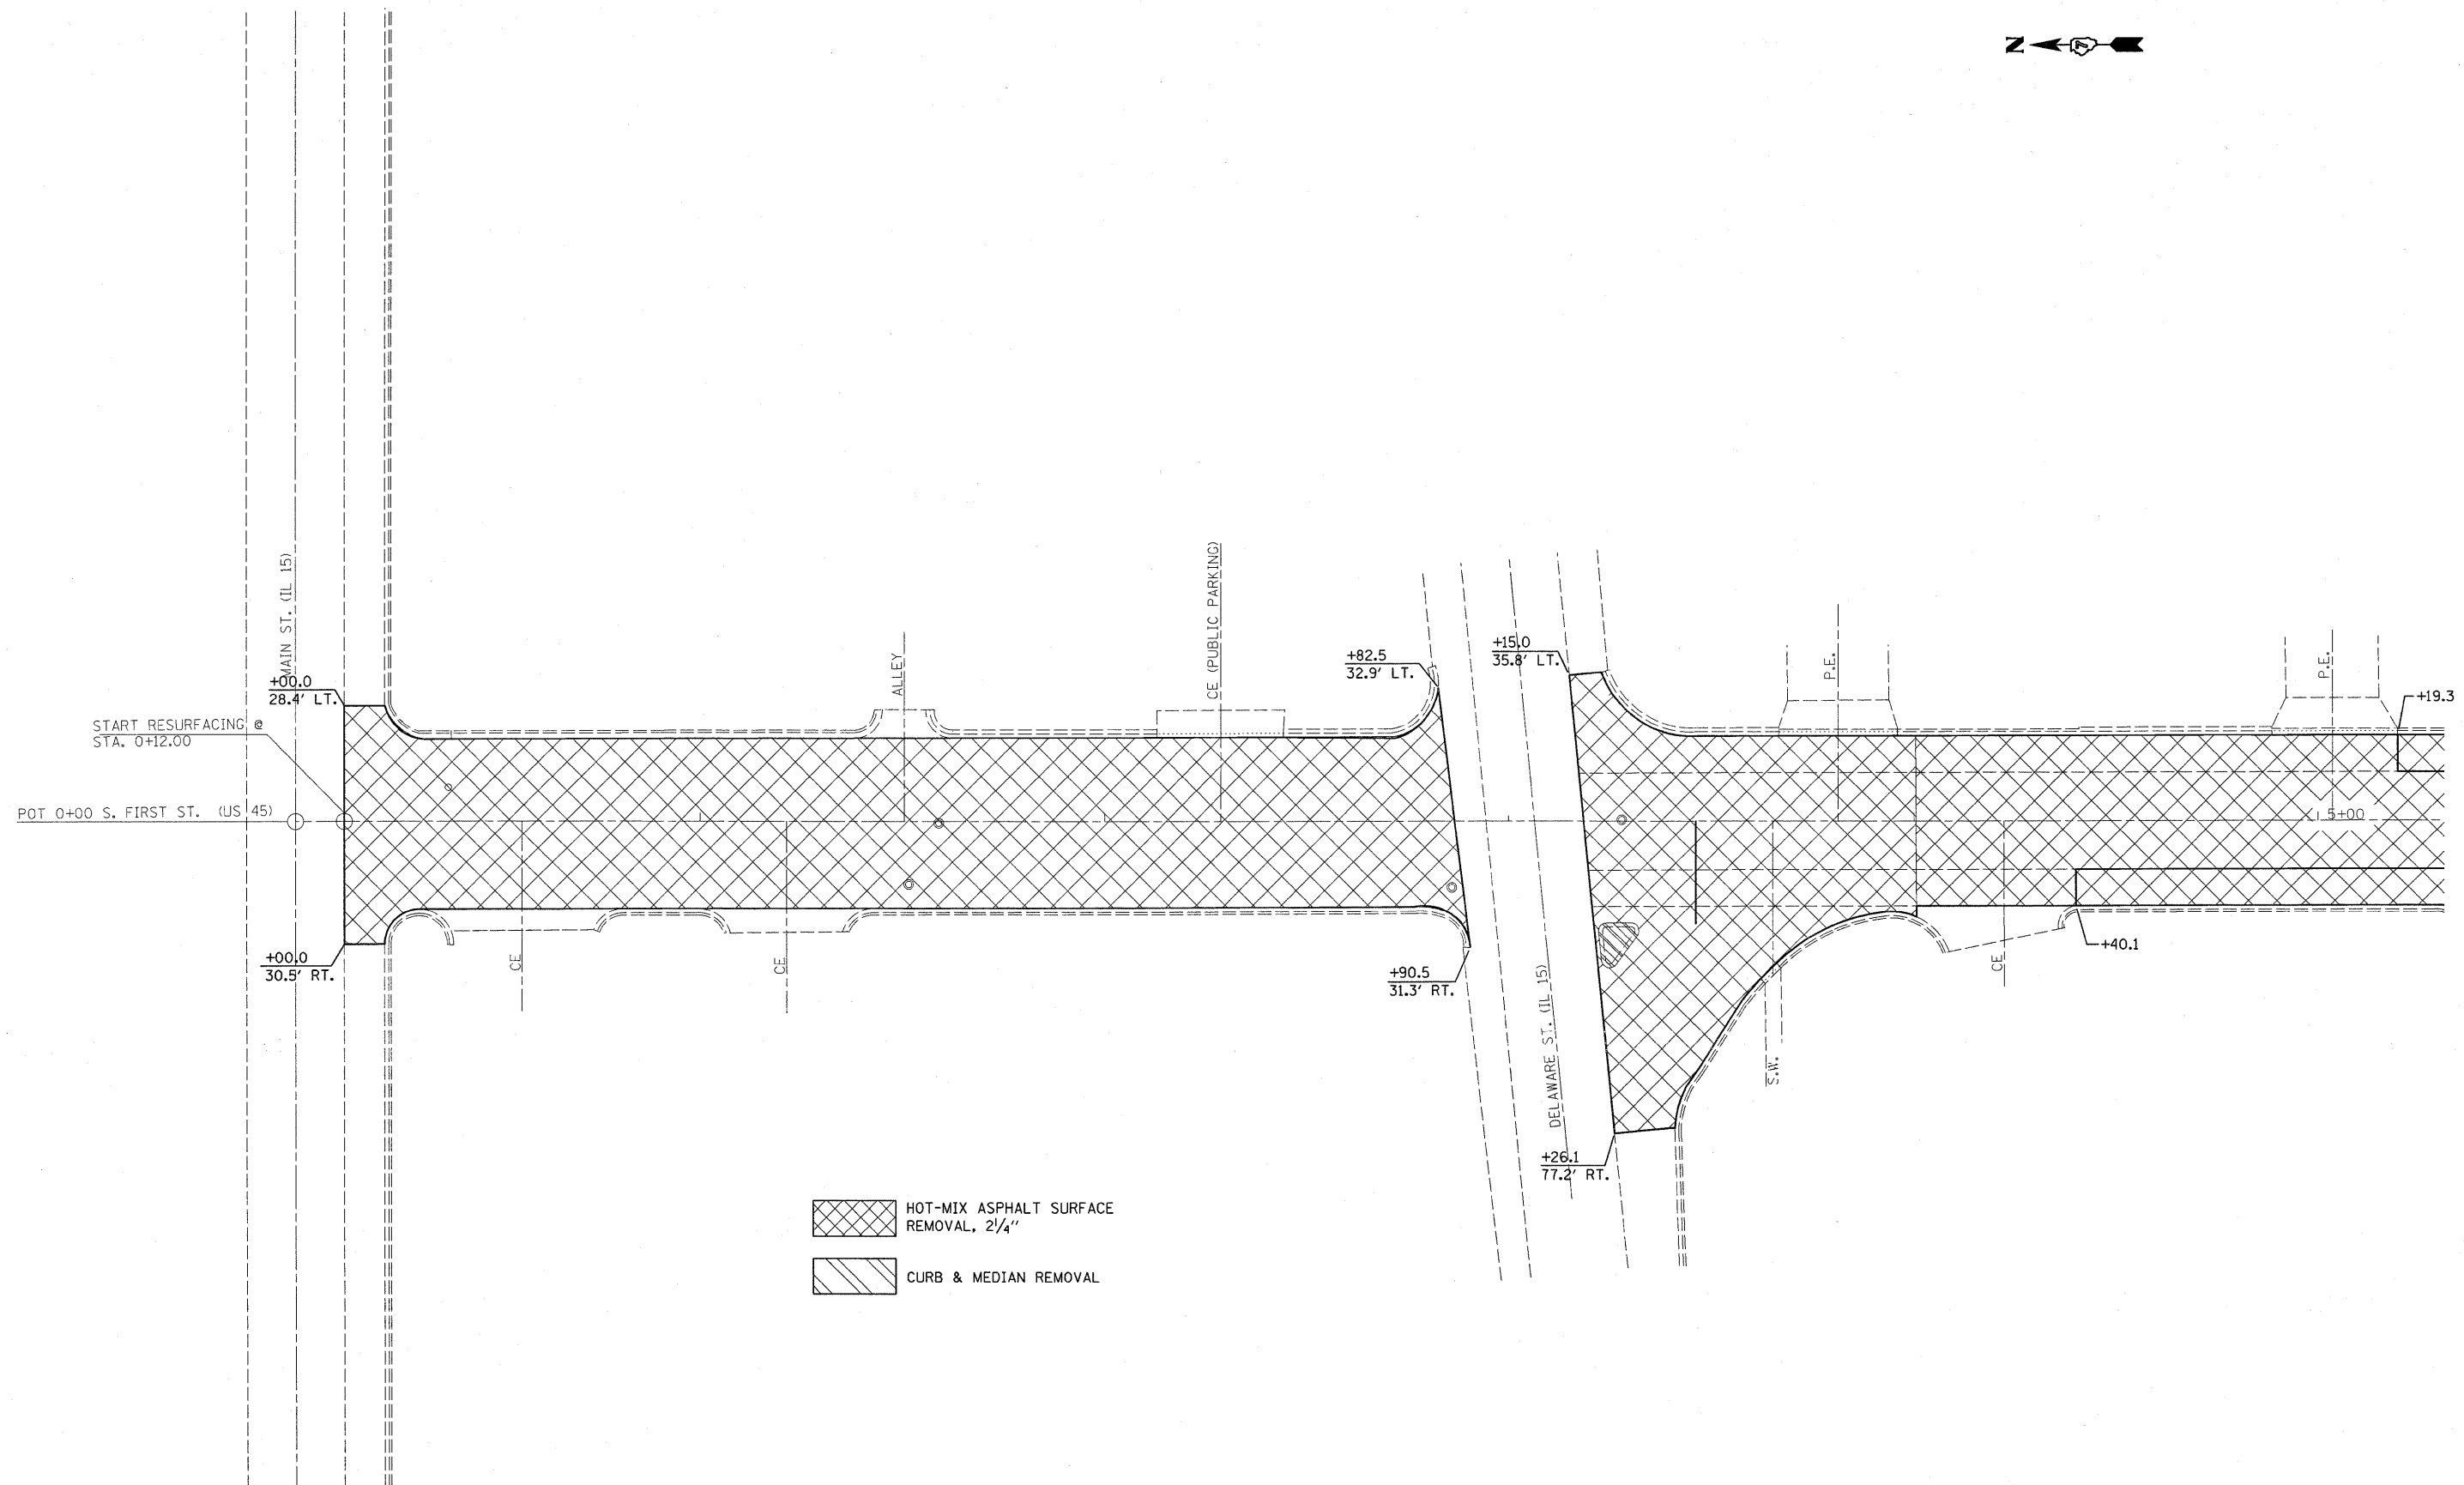 N
MAIN ST. (IL 15)
+00.0
28.4' LT.
START RESURFACING @
STA. 0+12.00
POT 0+00 S. FIRST ST. (US 45)
+00.0
30.5' RT.
CE
CE
ALLEY
CE (PUBLIC PARKING)
+82.5
32.9' LT.
+90.5
31.3' RT.
+15.0
35.8' LT.
DELAWARE ST. (IL 15)
+26.1
77.2' RT.
P.E.
S.W.
CE
+40.1
P.E.
5+00
+19.3
HOT-MIX ASPHALT SURFACE
REMOVAL, 2 1/4"
CURB & MEDIAN REMOVAL